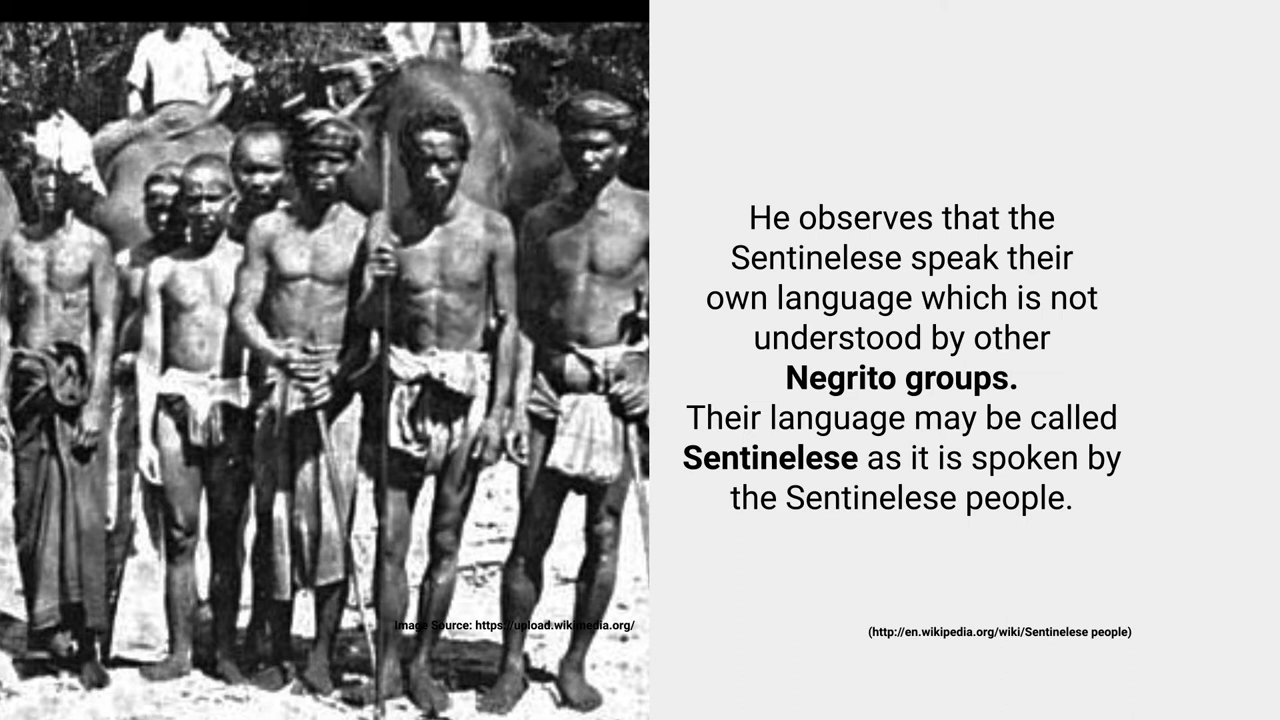 He observes that the
Sentinelese speak their
own language which is not
understood by other
Negrito groups.
Their language may be called
Sentinelese as it is spoken by
the Sentinelese people.
Image Source: https://upload.wikimedia.org/
(http://en.wikipedia.org/wiki/Sentinelese people)